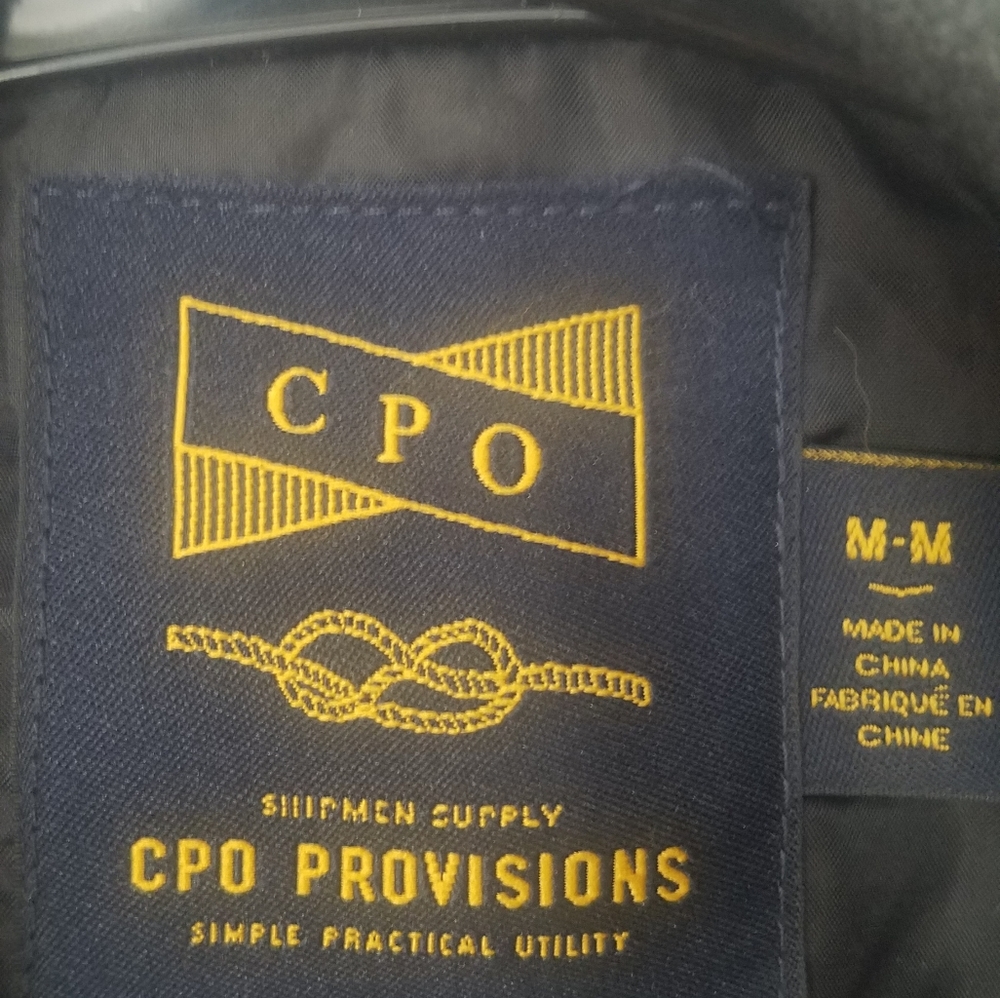 CPO
SHIPMEN SUPPLY
CPO PROVISIONS
SIMPLE PRACTICAL UTILITY
M-M
MADE IN
CHINA
FABRIQUÉ EN
CHINE